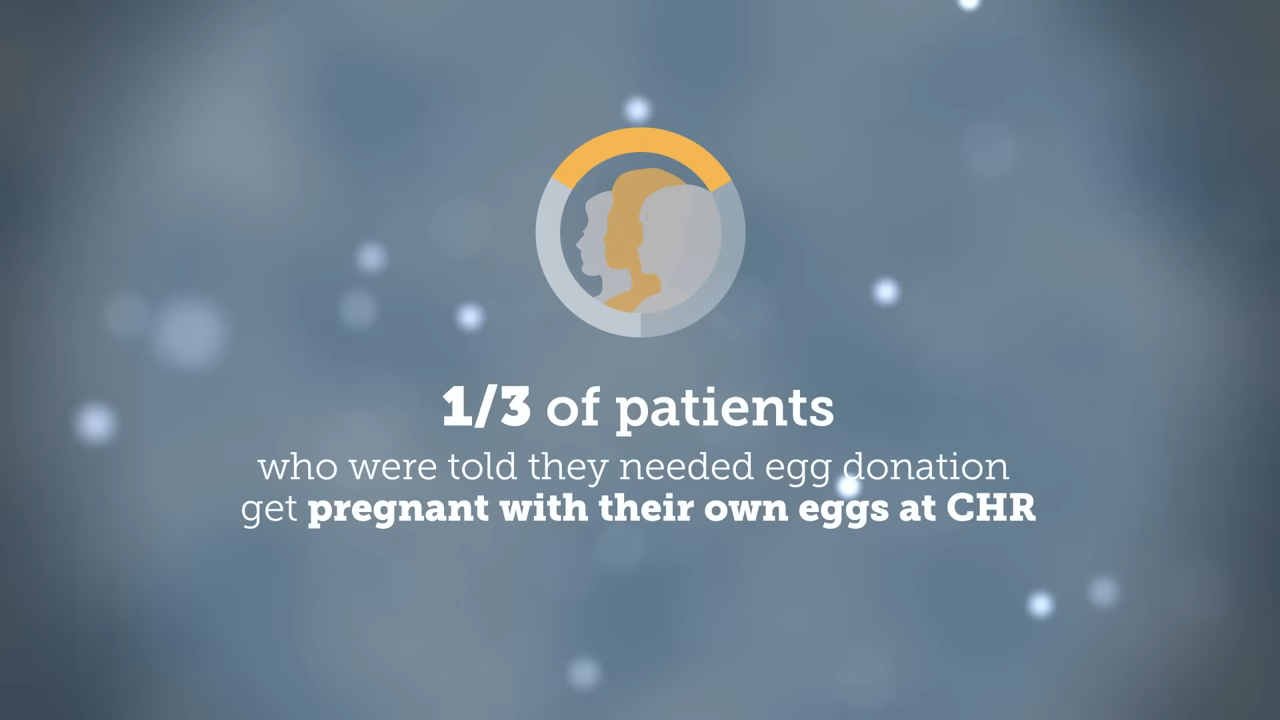 1/3 of patients
who were told they needed egg donation
get pregnant with their own eggs at CHR